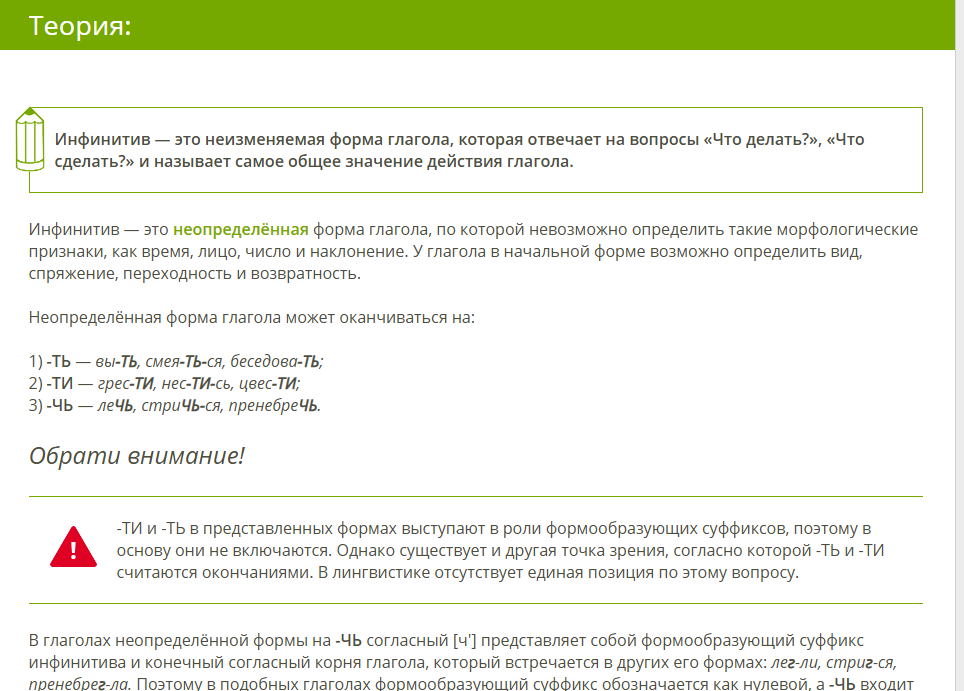 Теория:
Инфинитив — это неизменяемая форма глагола, которая отвечает на вопросы «Что делать?», «Что
сделать?» и называет самое общее значение действия глагола.
Инфинитив — это неопределённая форма глагола, по которой невозможно определить такие морфологические
признаки, как время, лицо, число и наклонение. У глагола в начальной форме возможно определить вид,
спряжение, переходность и возвратность.
Неопределённая форма глагола может оканчиваться на:
1) -ТЬ — вы-ТЬ, смея-ТЬ-ся, беседова-ТЬ;
2) -ТИ — грес-ТИ, нес-ТИ-сь, цвес-ТИ;
3) -ЧЬ — леЧЬ, стриЧЬ-ся, пренебреЧЬ.
Обрати внимание!
-ТИ и -ТЬ в представленных формах выступают в роли формообразующих суффиксов, поэтому в
основу они не включаются. Однако существует и другая точка зрения, согласно которой -ТЬ и -ТИ
считаются окончаниями. В лингвистике отсутствует единая позиция по этому вопросу.
В глаголах неопределённой формы на -ЧЬ согласный [ч'] представляет собой формообразующий суффикс
инфинитива и конечный согласный корня глагола, который встречается в других его формах: лег-ли, стриг-ся,
пренебрег-ла. Поэтому в подобных глаголах формообразующий суффикс обозначается как нулевой, а -ЧЬ входит